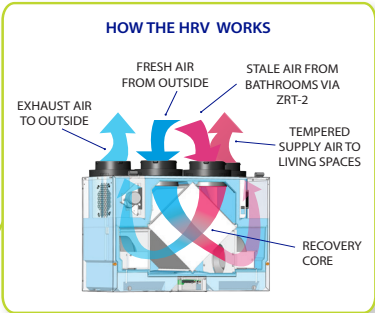 HOW THE HRV WORKS
FRESH AIR
FROM OUTSIDE
STALE AIR FROM
BATHROOMS VIA
ZRT-2
EXHAUST AIR
TO OUTSIDE
TEMPERED
SUPPLY AIR TO
LIVING SPACES
RECOVERY
CORE